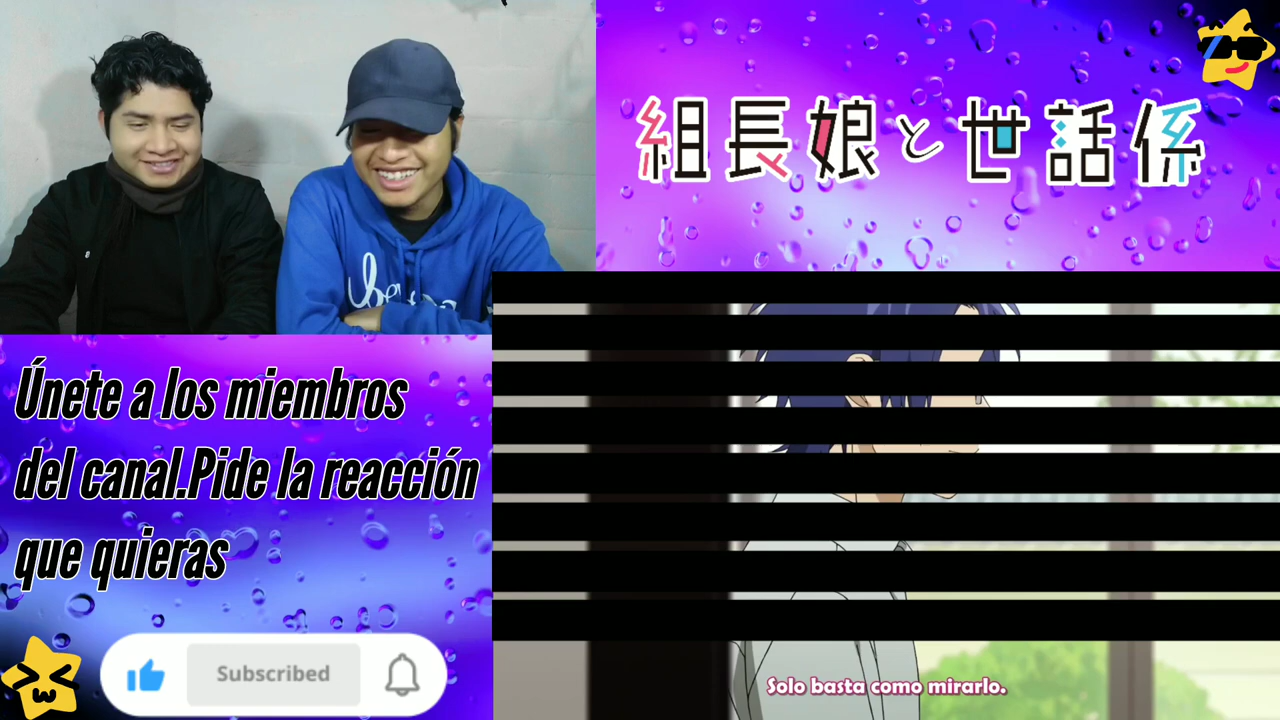 組長娘と世話係
Únete a los miembros
del canal.Pide la reacción
que quieras
Subscribed
Solo basta como mirarlo.